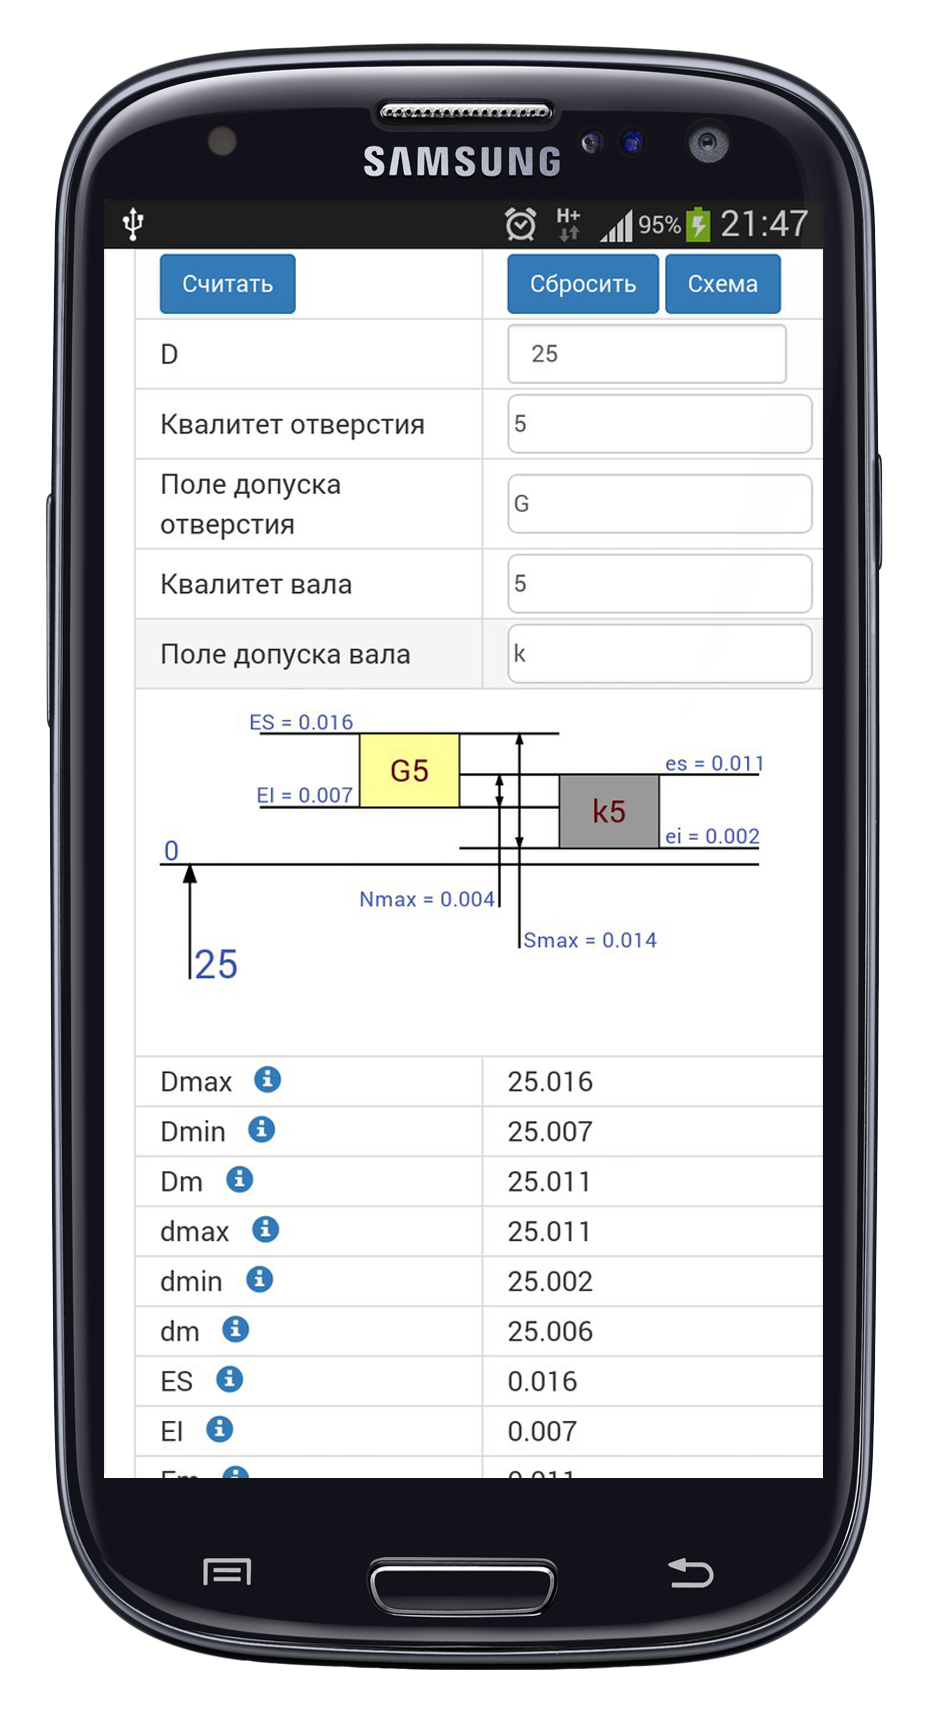 SAMSUNG
H+ 95% 21:47
Считать Сбросить Схема
D 25
Квалитет отверстия 5
Поле допуска
отверстия G
Квалитет вала 5
Поле допуска вала k
ES = 0.016
G5
es = 0.011
EI = 0.007
k5
ei = 0.002
0
Nmax = 0.004
Smax = 0.014
25
Dmax 25.016
Dmin 25.007
Dm 25.011
dmax 25.011
dmin 25.002
dm 25.006
ES 0.016
EI 0.007
Em 0.011